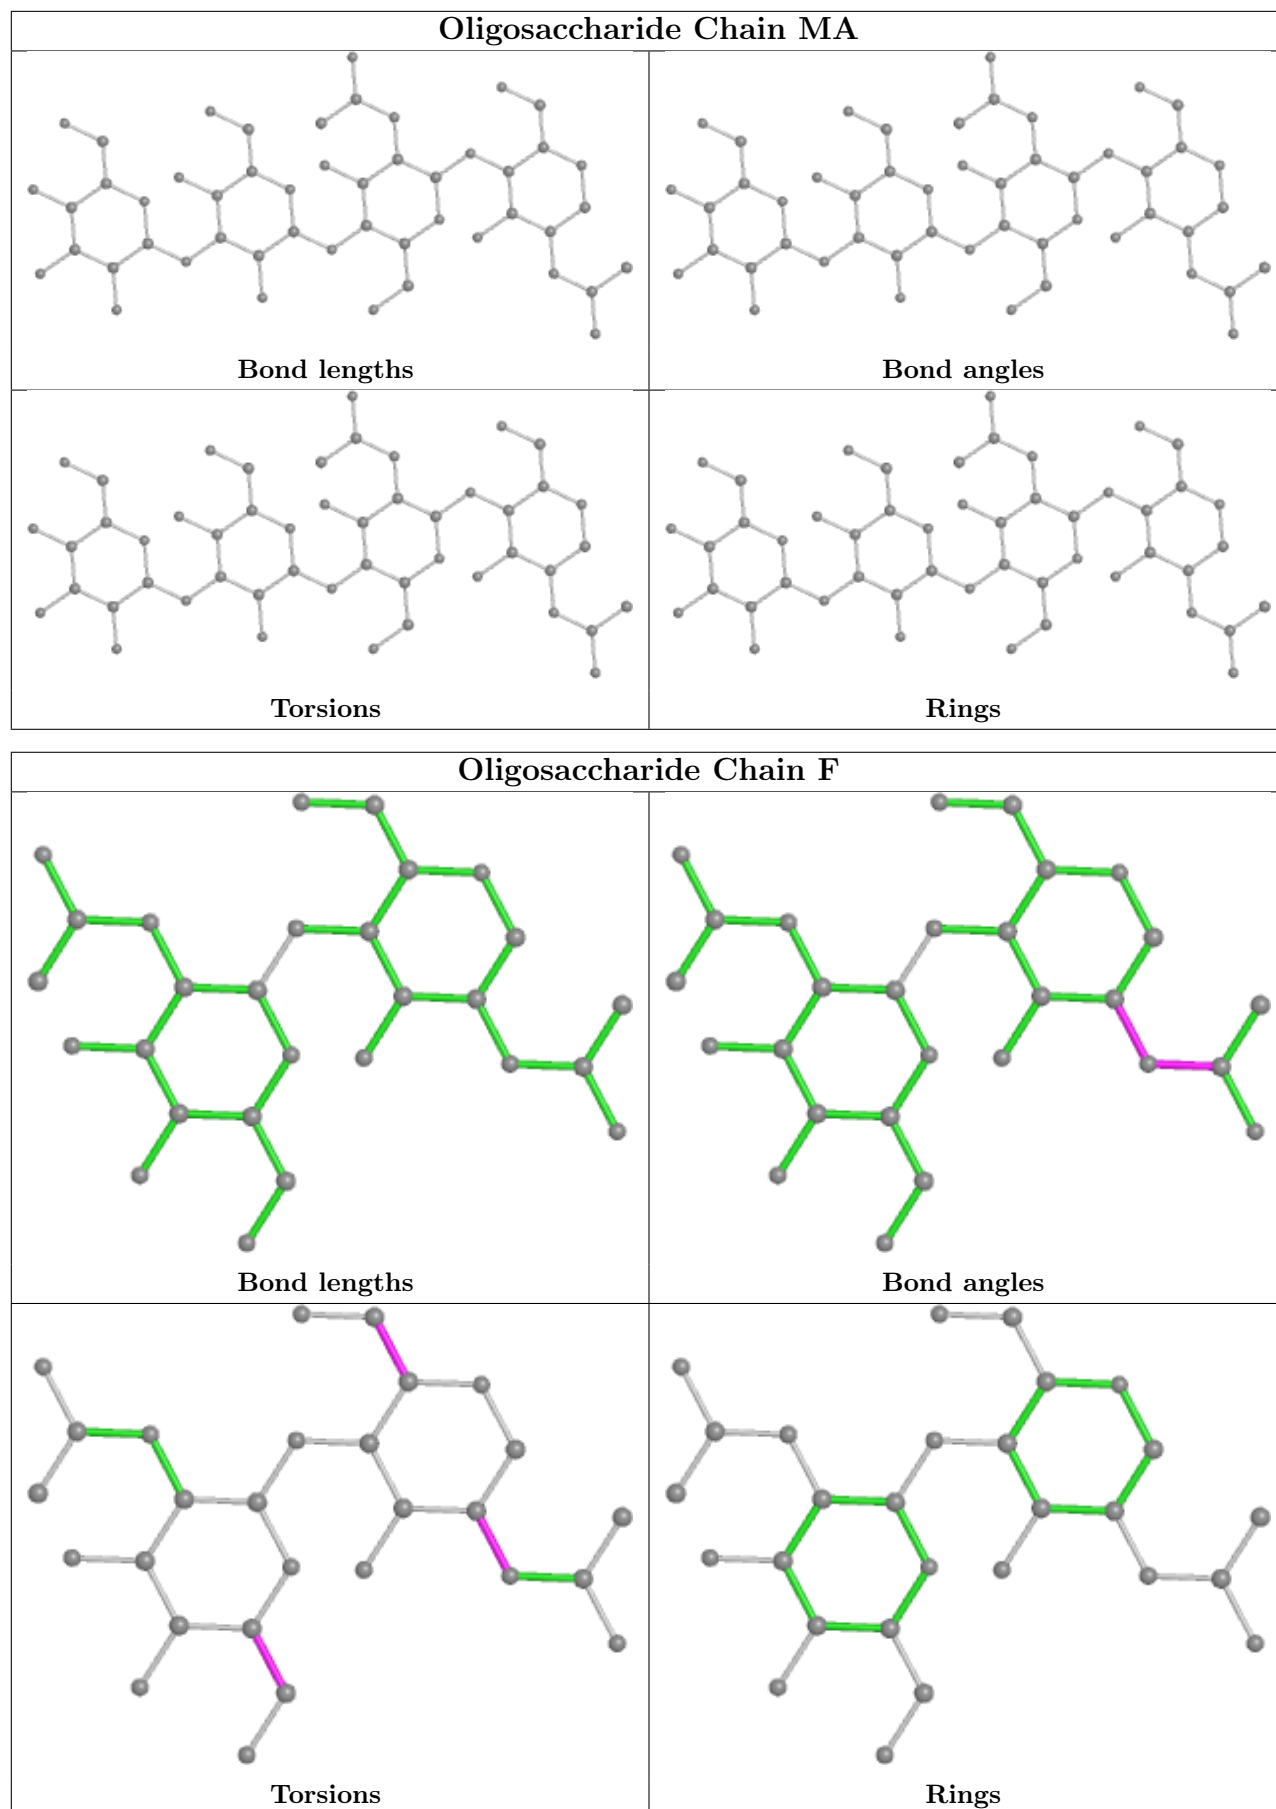 Oligosaccharide Chain MA
Bond lengths
Bond angles
Torsions
Rings
Oligosaccharide Chain F
Bond lengths
Bond angles
Torsions
Rings